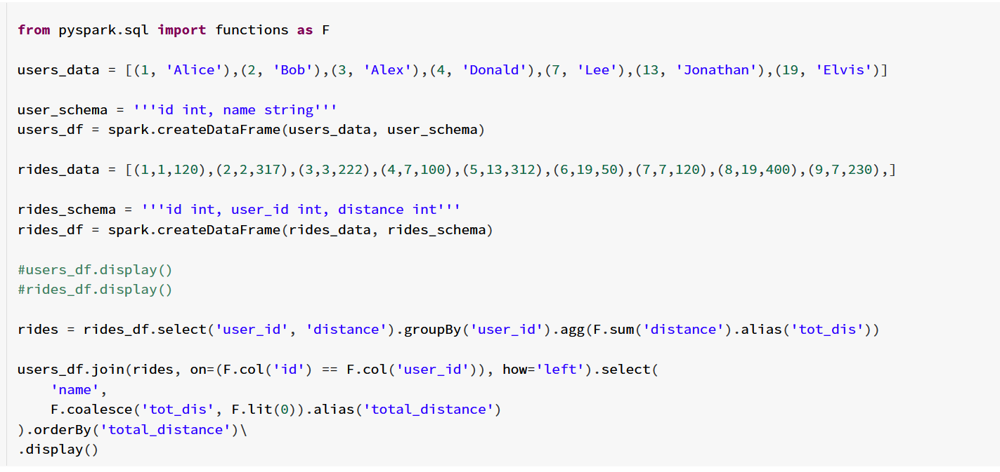 from pyspark.sql import functions as F
users_data = [(1, 'Alice'),(2, 'Bob'),(3, 'Alex'),(4, 'Donald'),(7, 'Lee'),(13, 'Jonathan'),(19, 'Elvis')]
user_schema = '''id int, name string'''
users_df = spark.createDataFrame(users_data, user_schema)
rides_data = [(1,1,120),(2,2,317),(3,3,222),(4,7,100),(5,13,312),(6,19,50),(7,7,120),(8,19,400),(9,7,230),]
rides_schema = '''id int, user_id int, distance int'''
rides_df = spark.createDataFrame(rides_data, rides_schema)
#users_df.display()
#rides_df.display()
rides = rides_df.select('user_id', 'distance').groupBy('user_id').agg(F.sum('distance').alias('tot_dis'))
users_df.join(rides, on=(F.col('id') == F.col('user_id')), how='left').select(
    'name',
    F.coalesce('tot_dis', F.lit(0)).alias('total_distance')
).orderBy('total_distance')\
.display()